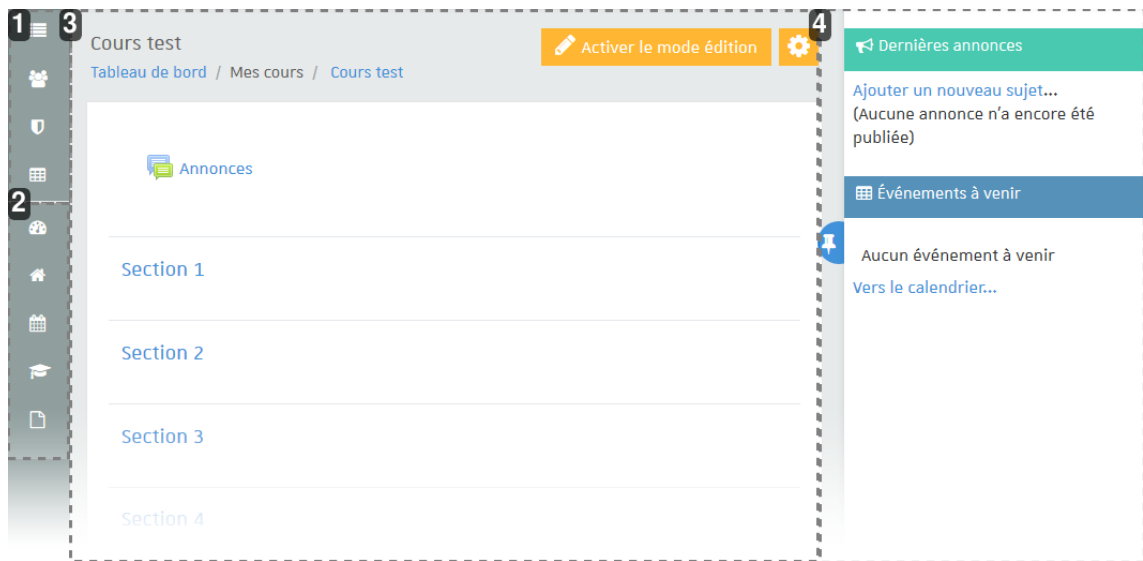 1
2
3
Cours test
Activer le mode édition
Tableau de bord / Mes cours / Cours test
Annonces
Section 1
Section 2
Section 3
Section 4
4
Dernières annonces
Ajouter un nouveau sujet...
(Aucune annonce n'a encore été
publiée)
Événements à venir
Aucun événement à venir
Vers le calendrier...